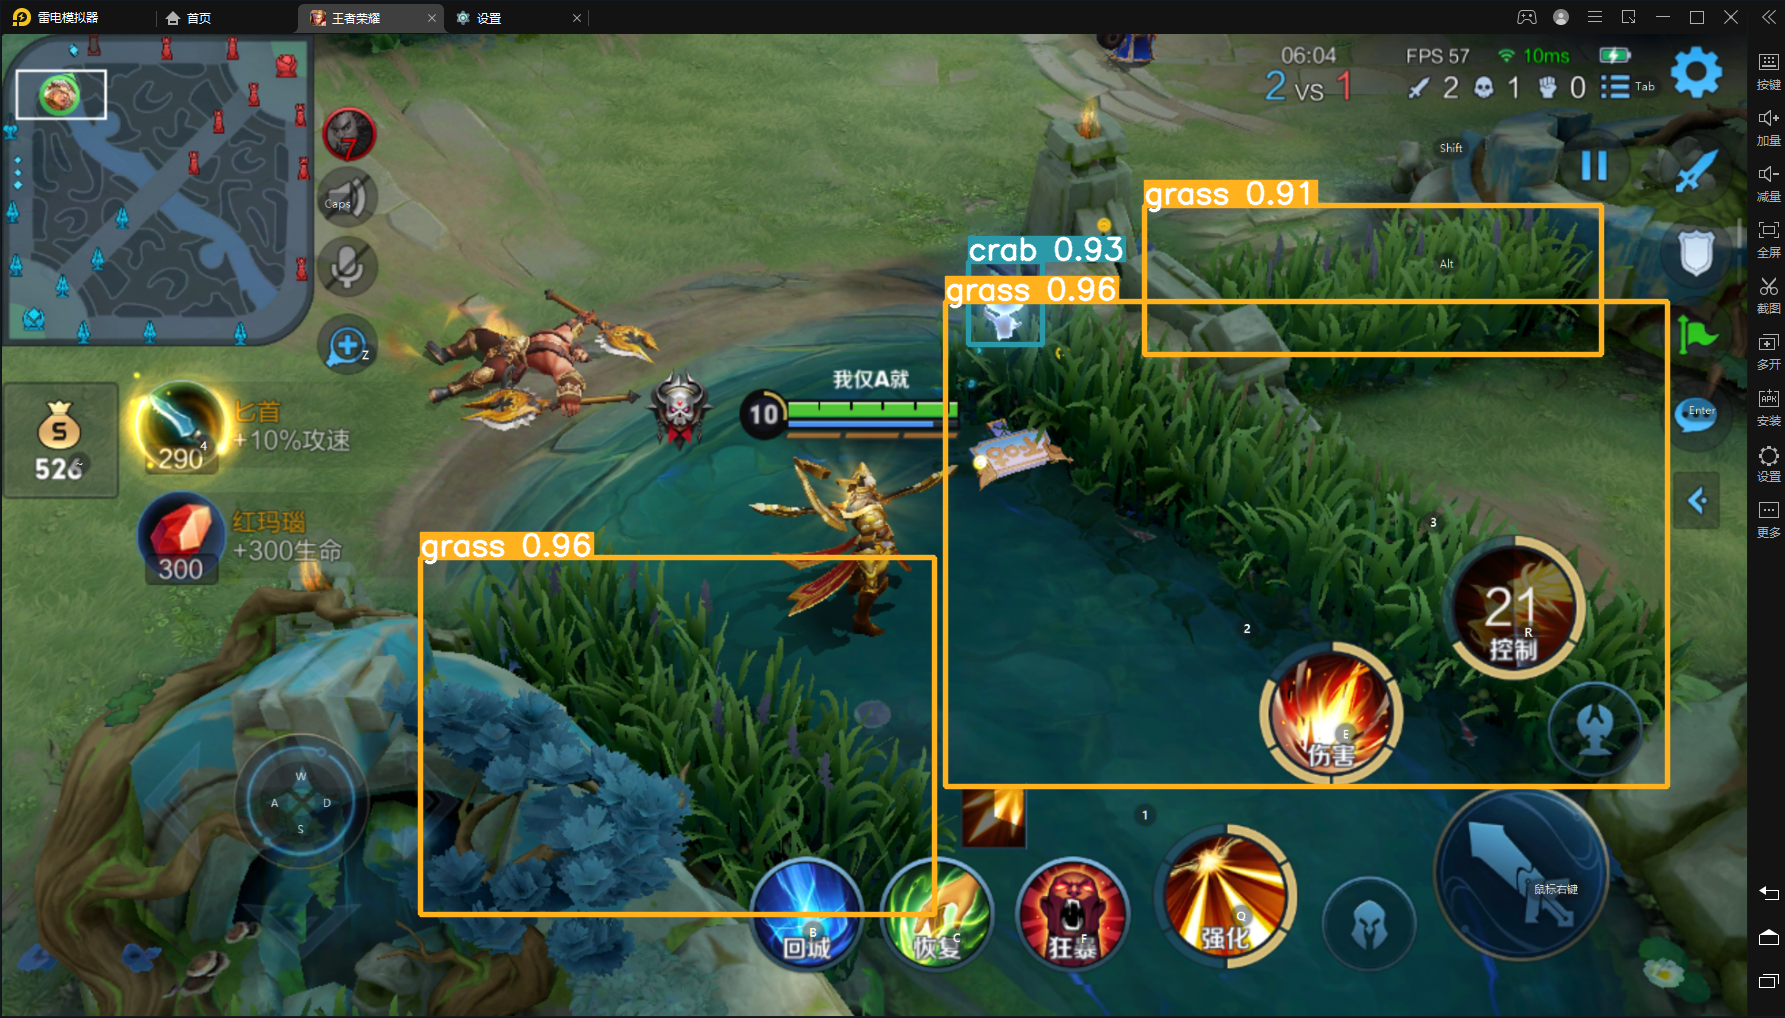 雷电模拟器
首页
王者荣耀
设置
06:04
FPS 57
10ms
2 VS 1
2
1
0
Tab
按键
加量
减量
全屏
截图
多开
安装
设置
更多
7
Caps
Shift
grass 0.91
Alt
crab 0.93
grass 0.96
Z
我仅A就
10
Enter
匕首
+10%攻速
290
4
S
526
~
红玛瑙
+300生命
300
grass 0.96
3
21
R
控制
2
E
伤害
W
A
D
S
1
鼠标右键
B
回城
C
恢复
F
狂暴
Q
强化
APK